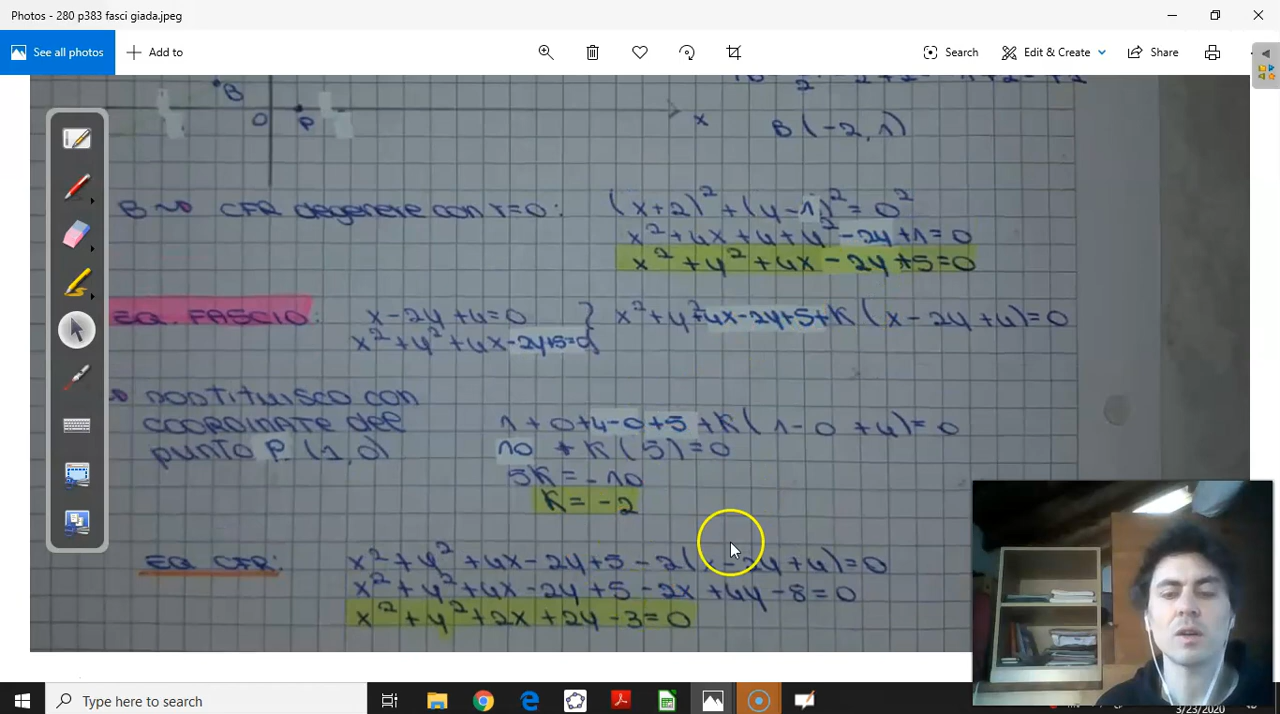 Photos - 280 p383 fasci giada.jpeg
See all photos
Add to
Search
Edit & Create
Share
B
O
P
x
B (-2, 1)
B ~> CFR degenere con r=0:
(x+2)² + (y-1)² = 0²
x² + 4x + 4 + y² - 2y + 1 = 0
x² + y² + 4x - 2y + 5 = 0
EQ. FASCIO:
x - 2y + 4 = 0
x² + y² + 4x - 2y + 5 = 0
x² + y² + 4x - 2y + 5 + K (x - 2y + 4) = 0
SOSTITUISCO CON
COORDINATE del
punto P (1,0)
1 + 0 + 4 - 0 + 5 + K (1 - 0 + 4) = 0
10 + K (5) = 0
5K = -10
K = -2
EQ CFR:
x² + y² + 4x - 2y + 5 - 2(x - 2y + 4) = 0
x² + y² + 4x - 2y + 5 - 2x + 4y - 8 = 0
x² + y² + 2x + 2y - 3 = 0
Type here to search
3/23/2020